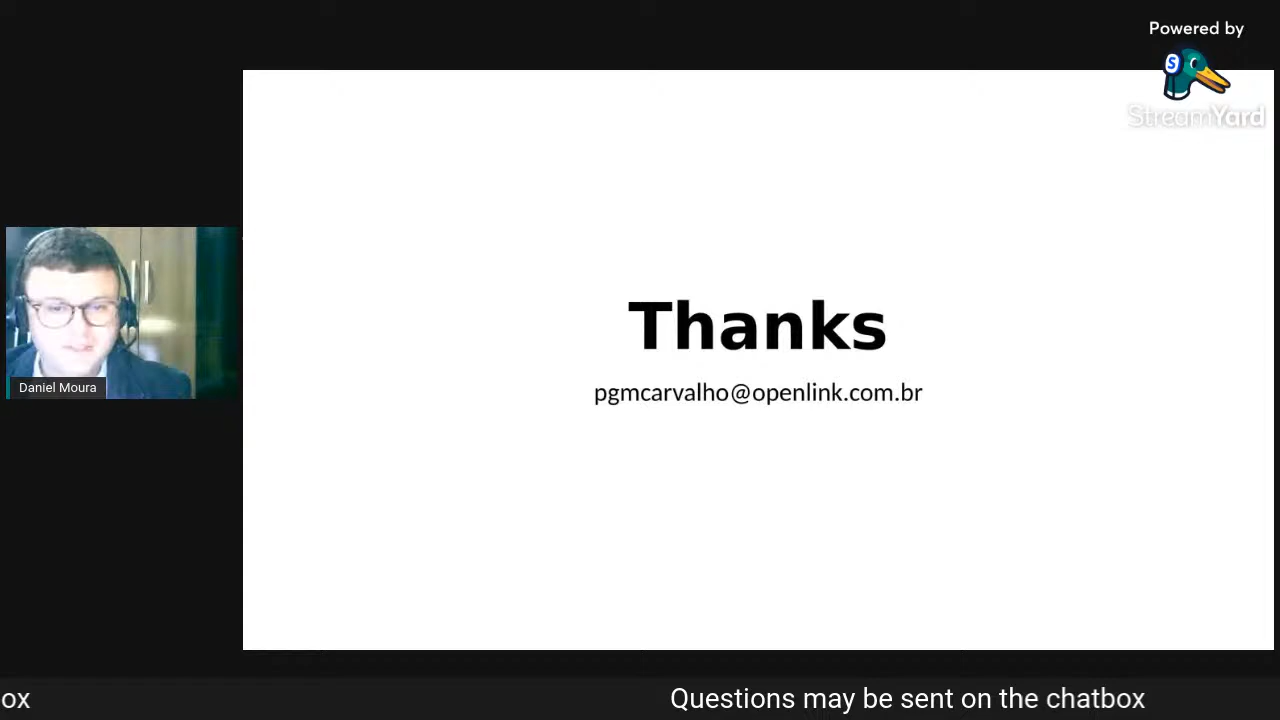 Powered by
S
StreamYard
Thanks
pgmcarvalho@openlink.com.br
Daniel Moura
ox
Questions may be sent on the chatbox